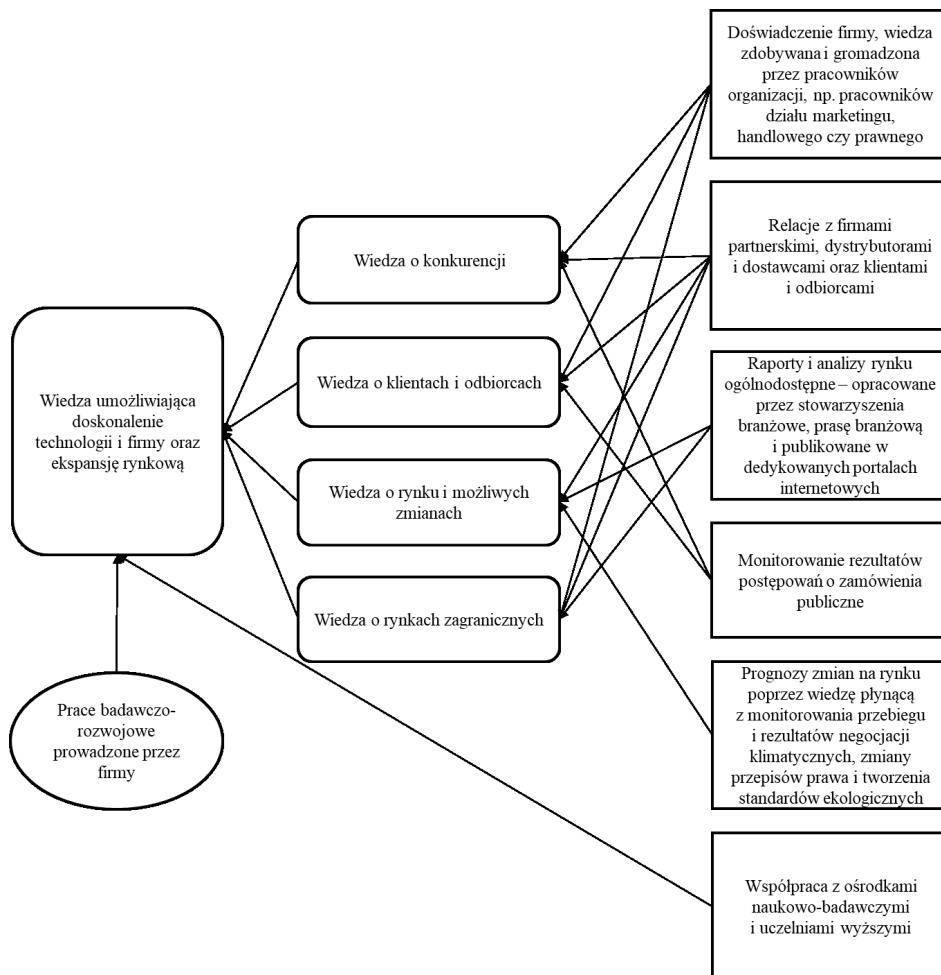 Doświadczenie firmy, wiedza
zdobywana i gromadzona
przez pracowników
organizacji, np. pracowników
działu marketingu,
handlowego czy prawnego
Relacje z firmami
partnerskimi, dystrybutorami
i dostawcami oraz klientami
i odbiorcami
Wiedza o konkurencji
Wiedza umożliwiająca
doskonalenie
technologii i firmy oraz
ekspansję rynkową
Wiedza o klientach i odbiorcach
Raporty i analizy rynku
ogólnodostępne – opracowane
przez stowarzyszenia
branżowe, prasę branżową
i publikowane w
dedykowanych portalach
internetowych
Wiedza o rynku i możliwych
zmianach
Monitorowanie rezultatów
postępowań o zamówienia
publiczne
Wiedza o rynkach zagranicznych
Prace badawczo-
rozwojowe
prowadzone przez
firmy
Prognozy zmian na rynku
poprzez wiedzę płynącą
z monitorowania przebiegu
i rezultatów negocjacji
klimatycznych, zmiany
przepisów prawa i tworzenia
standardów ekologicznych
Współpraca z ośrodkami
naukowo-badawczymi
i uczelniami wyższymi